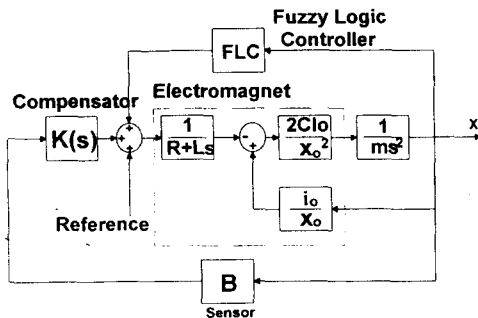 Fuzzy Logic
Controller
FLC
Electromagnet
Compensator
K(s)
+
+
+
1
R+Ls
-
+
2CIo
xo²
1
ms²
x
io
xo
Reference
B
Sensor